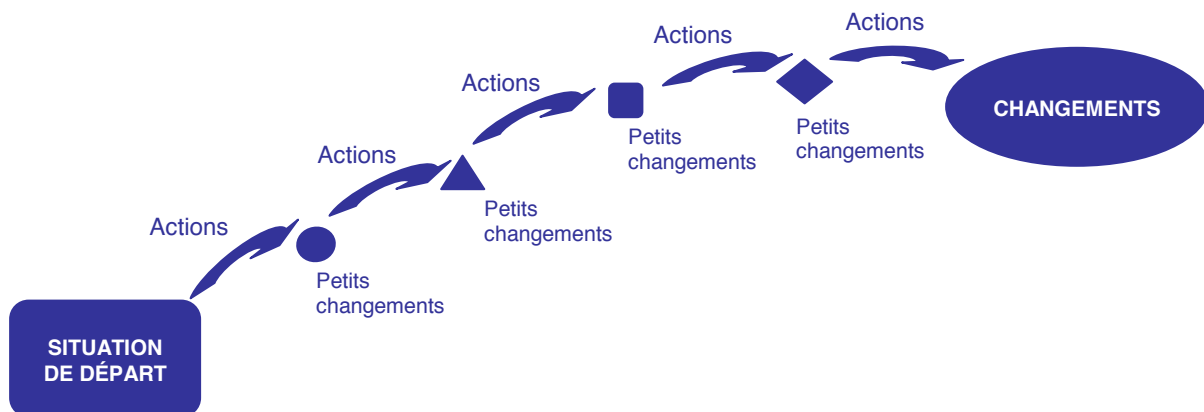 Actions
Actions
Actions
CHANGEMENTS
Petits
changements
Petits
changements
Actions
Petits
changements
Actions
Petits
changements
SITUATION
DE DÉPART